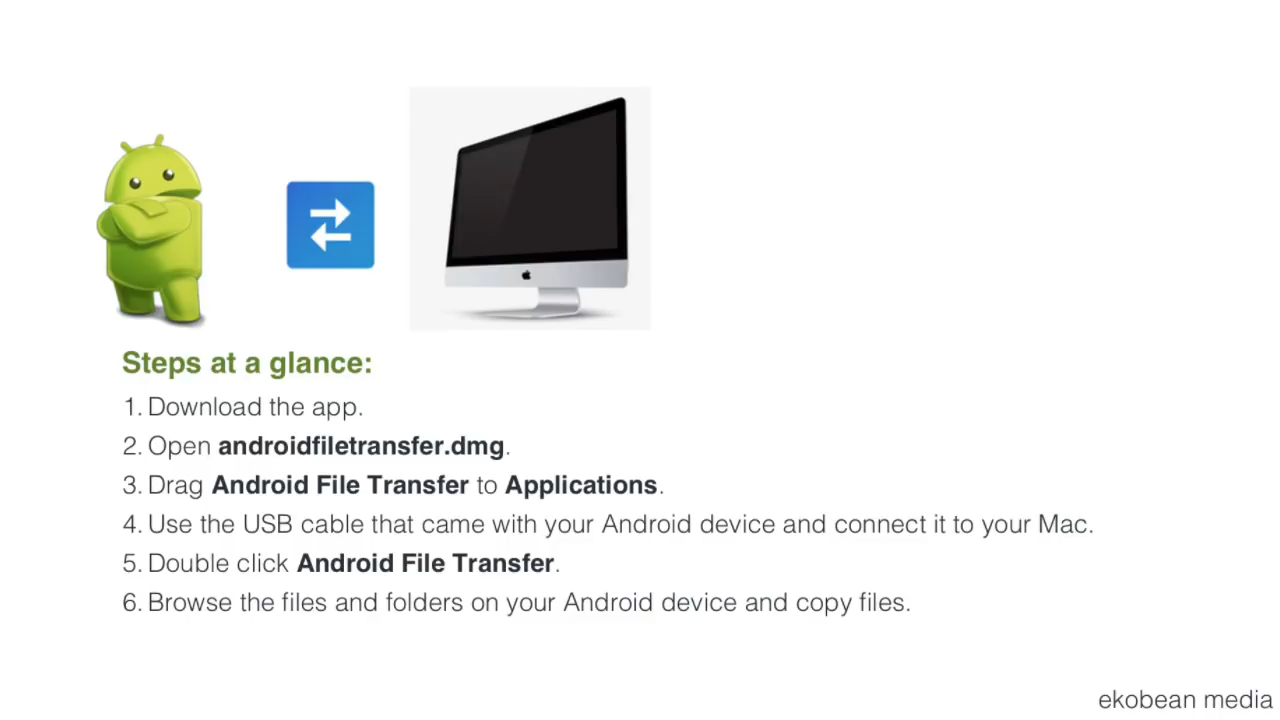 Steps at a glance:
1. Download the app.
2. Open androidfiletransfer.dmg.
3. Drag Android File Transfer to Applications.
4. Use the USB cable that came with your Android device and connect it to your Mac.
5. Double click Android File Transfer.
6. Browse the files and folders on your Android device and copy files.
ekobean media